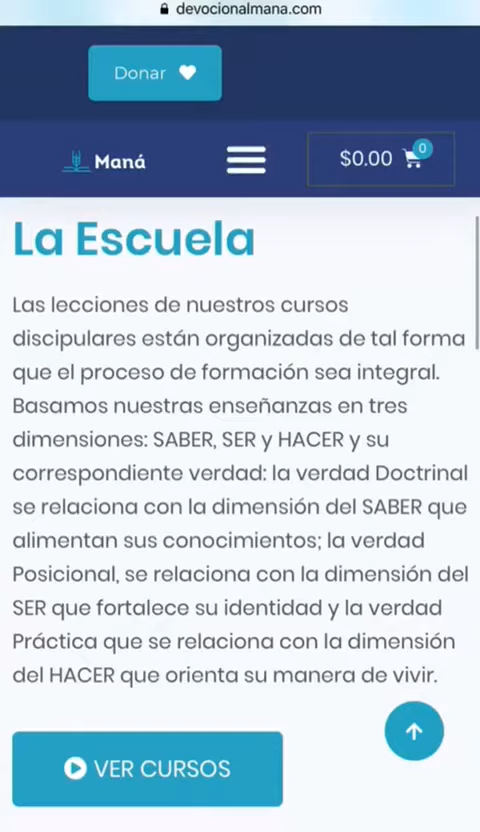 devocionalmana.com
Donar
Maná
$0.00
0
La Escuela
Las lecciones de nuestros cursos
discipulares están organizadas de tal forma
que el proceso de formación sea integral.
Basamos nuestras enseñanzas en tres
dimensiones: SABER, SER y HACER y su
correspondiente verdad: la verdad Doctrinal
se relaciona con la dimensión del SABER que
alimentan sus conocimientos; la verdad
Posicional, se relaciona con la dimensión del
SER que fortalece su identidad y la verdad
Práctica que se relaciona con la dimensión
del HACER que orienta su manera de vivir.
VER CURSOS